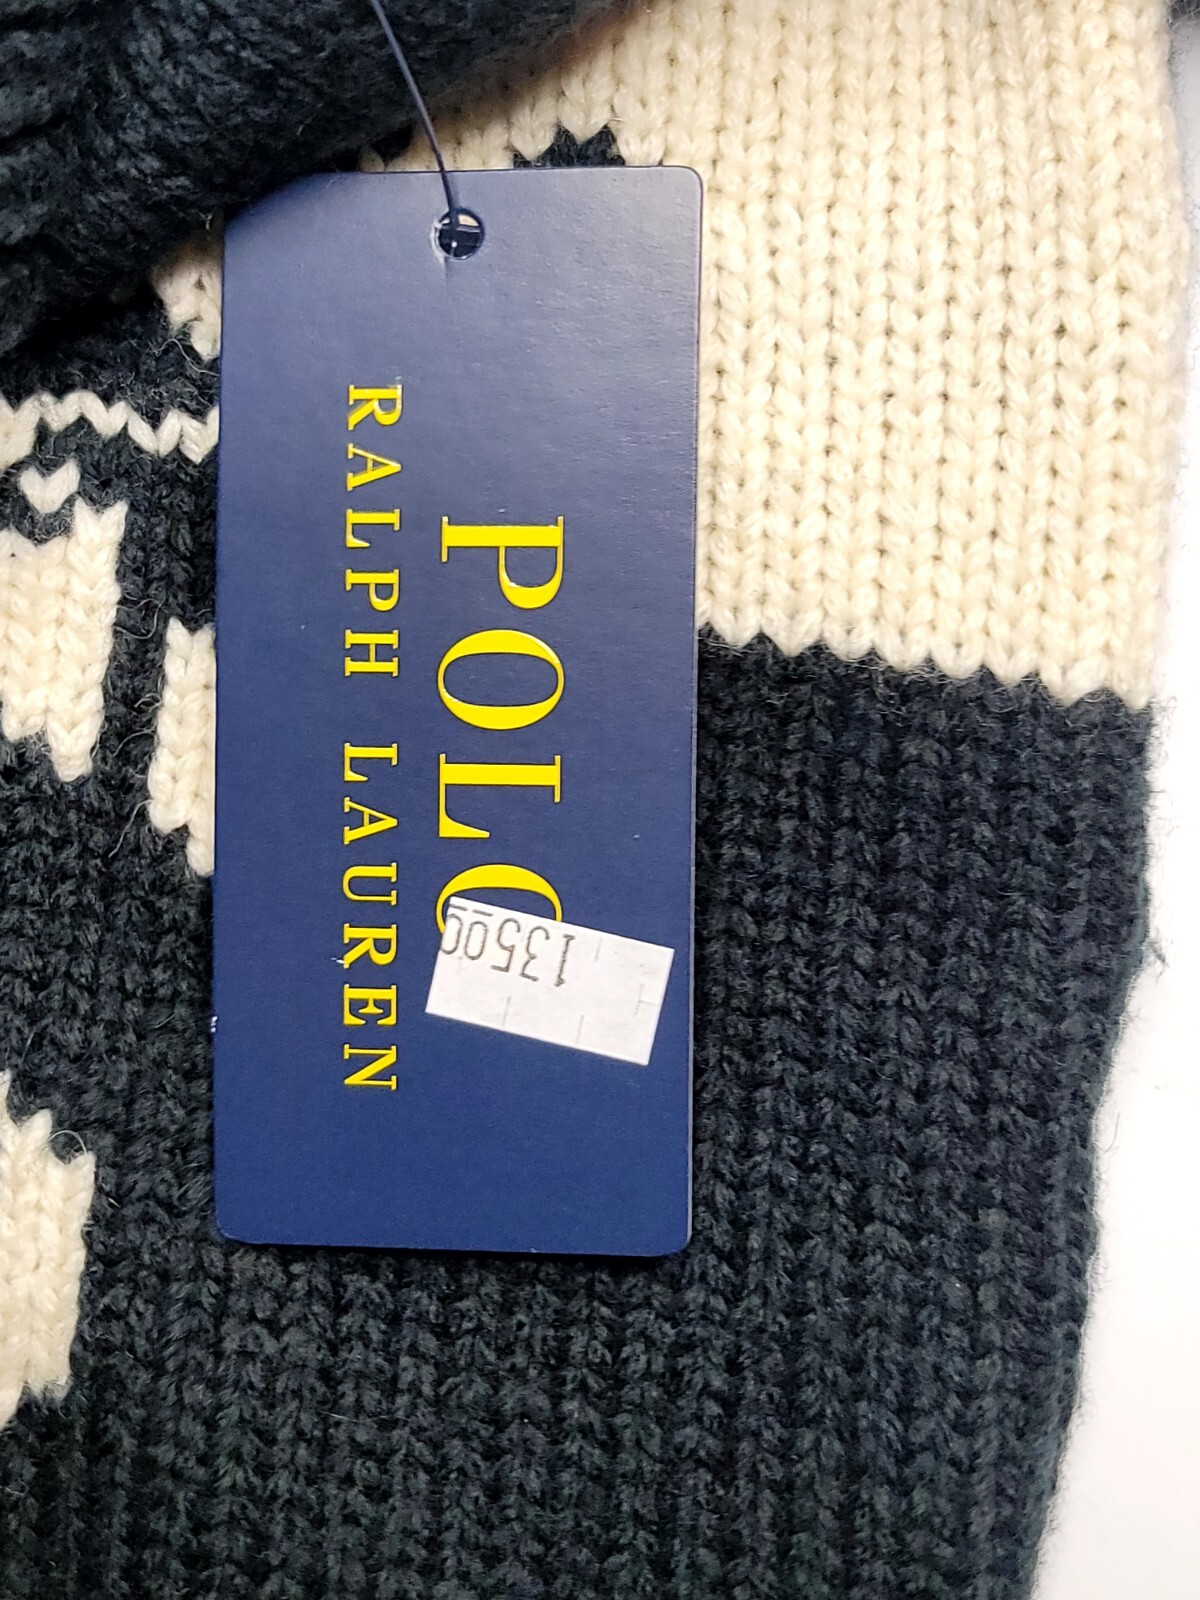 POLO
RALPH LAUREN
135.00